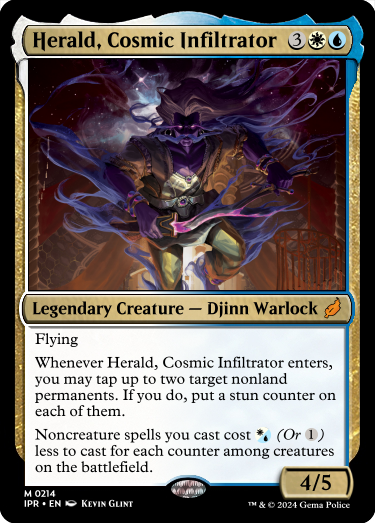 Herald, Cosmic Infiltrator 3
Legendary Creature — Djinn Warlock
Flying
Whenever Herald, Cosmic Infiltrator enters,
you may tap up to two target nonland
permanents. If you do, put a stun counter on
each of them.
Noncreature spells you cast cost (Or 1)
less to cast for each counter among creatures
on the battlefield.
4/5
M 0214
IPR • EN Kevin Glint
™ & © 2024 Gema Police